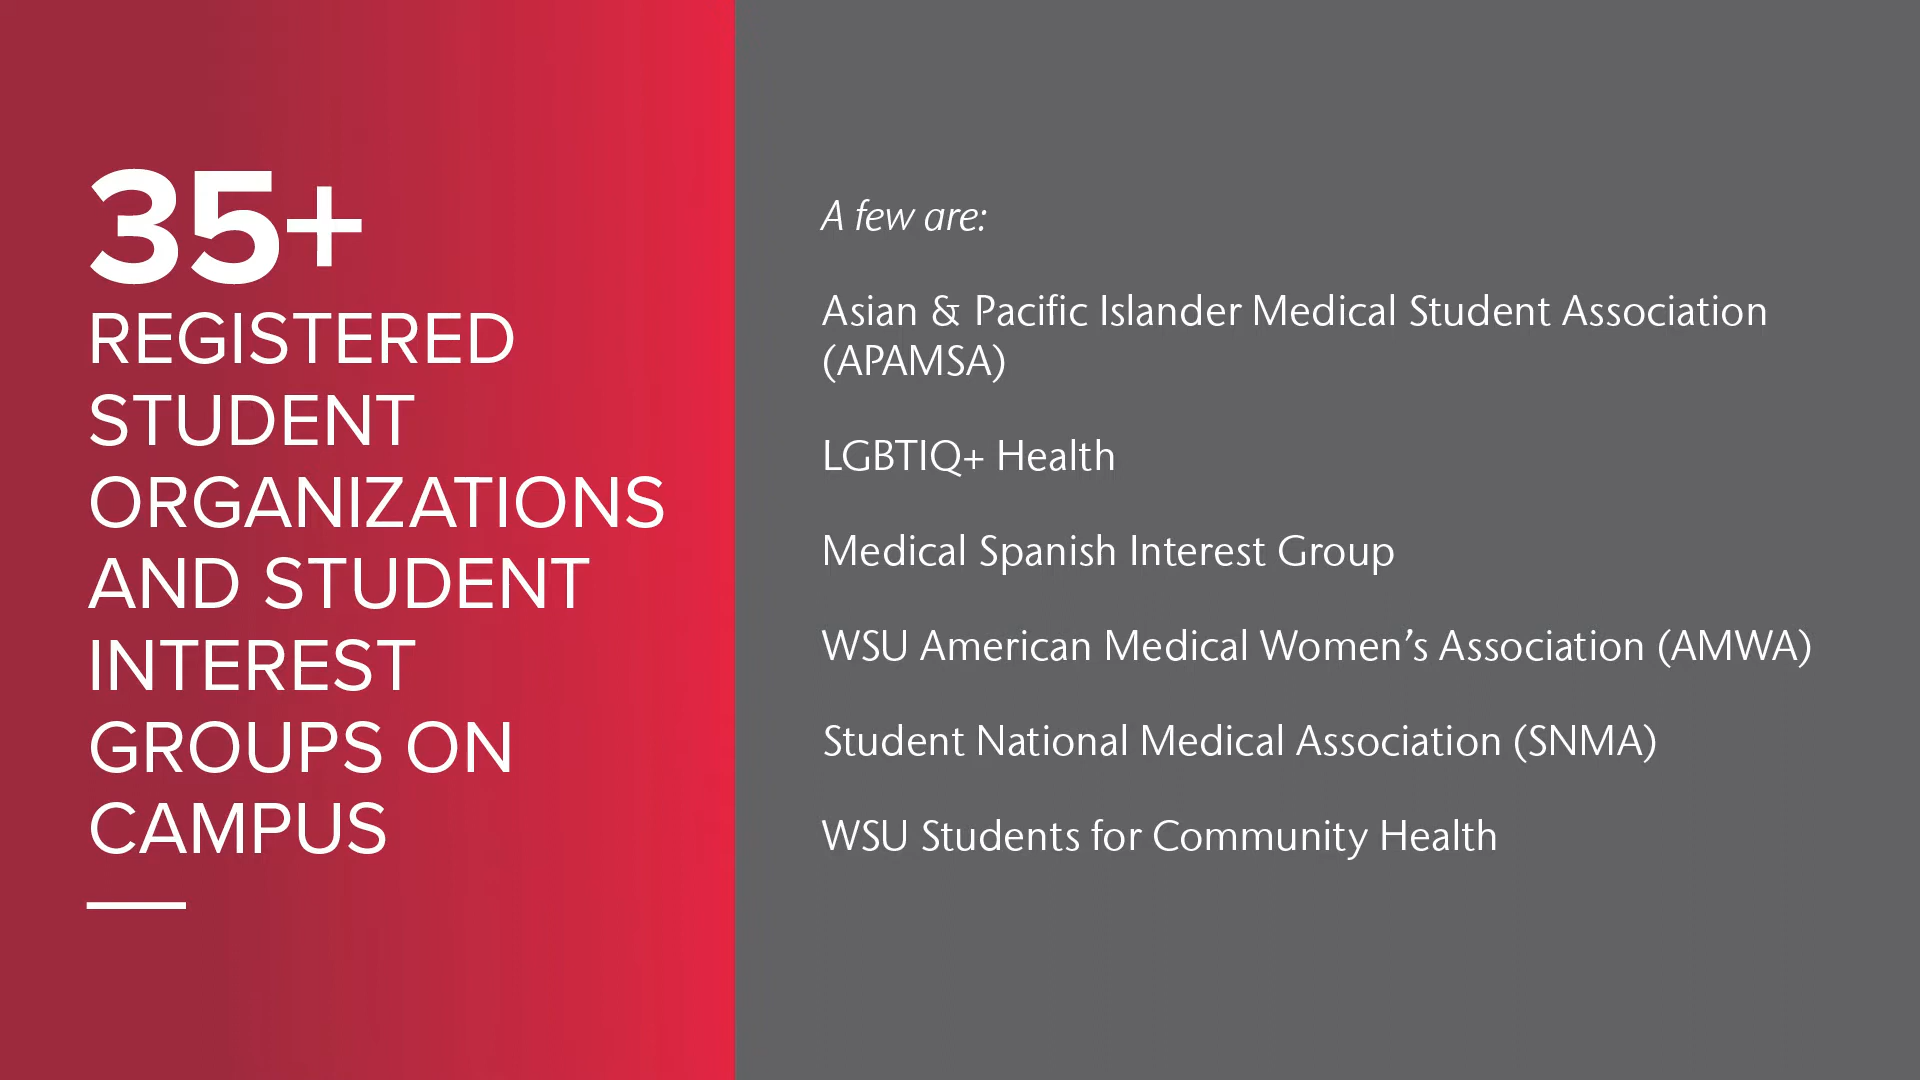 35+
REGISTERED
STUDENT
ORGANIZATIONS
AND STUDENT
INTEREST
GROUPS ON
CAMPUS
A few are:
Asian & Pacific Islander Medical Student Association
(APAMSA)
LGBTIQ+ Health
Medical Spanish Interest Group
WSU American Medical Women’s Association (AMWA)
Student National Medical Association (SNMA)
WSU Students for Community Health